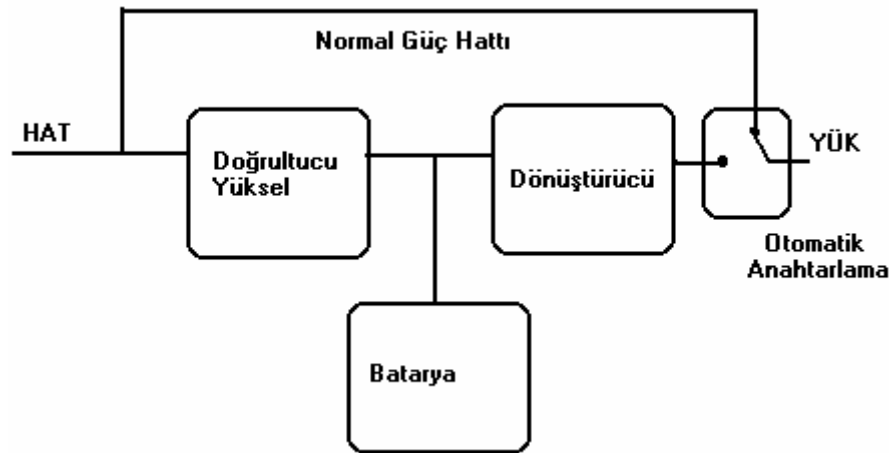 Normal Güç Hattı
HAT
Doğrultucu
Yüksel
Dönüştürücü
YÜK
Otomatik
Anahtarlama
Batarya